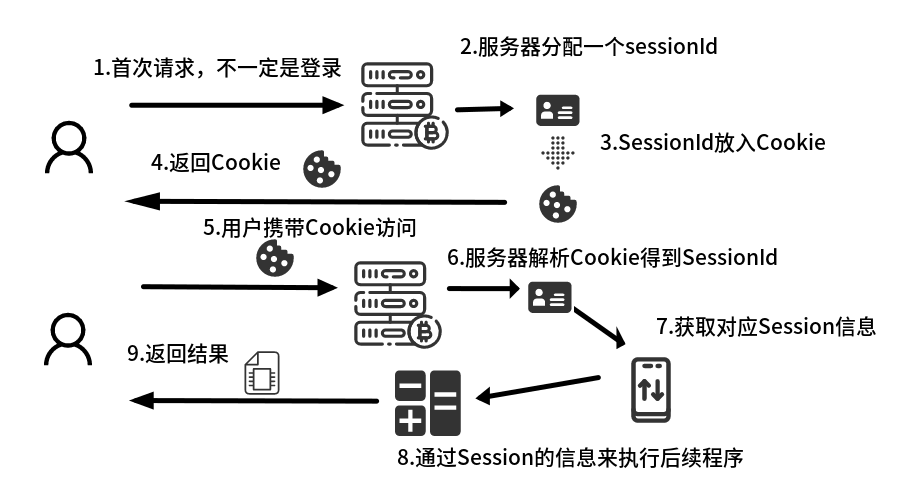 1.首次请求，不一定是登录
2.服务器分配一个sessionId
3.SessionId放入Cookie
4.返回Cookie
5.用户携带Cookie访问
6.服务器解析Cookie得到SessionId
7.获取对应Session信息
8.通过Session的信息来执行后续程序
9.返回结果